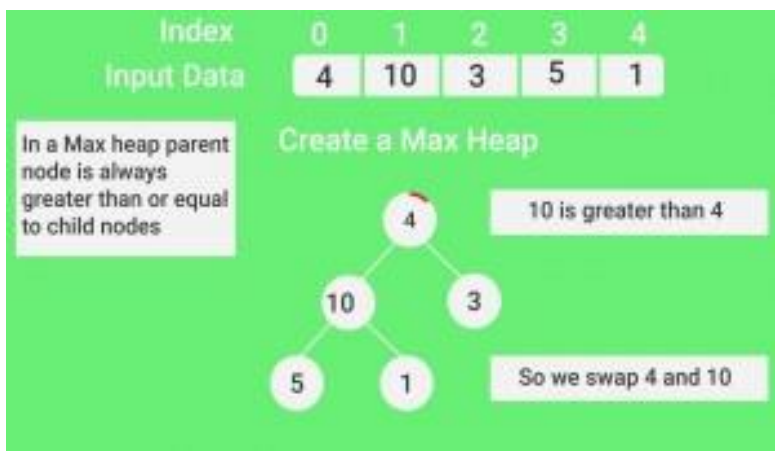 Index 0 1 2 3 4
Input Data 4 10 3 5 1
In a Max heap parent
node is always
greater than or equal
to child nodes
Create a Max Heap
4
10 is greater than 4
10 3
5 1
So we swap 4 and 10